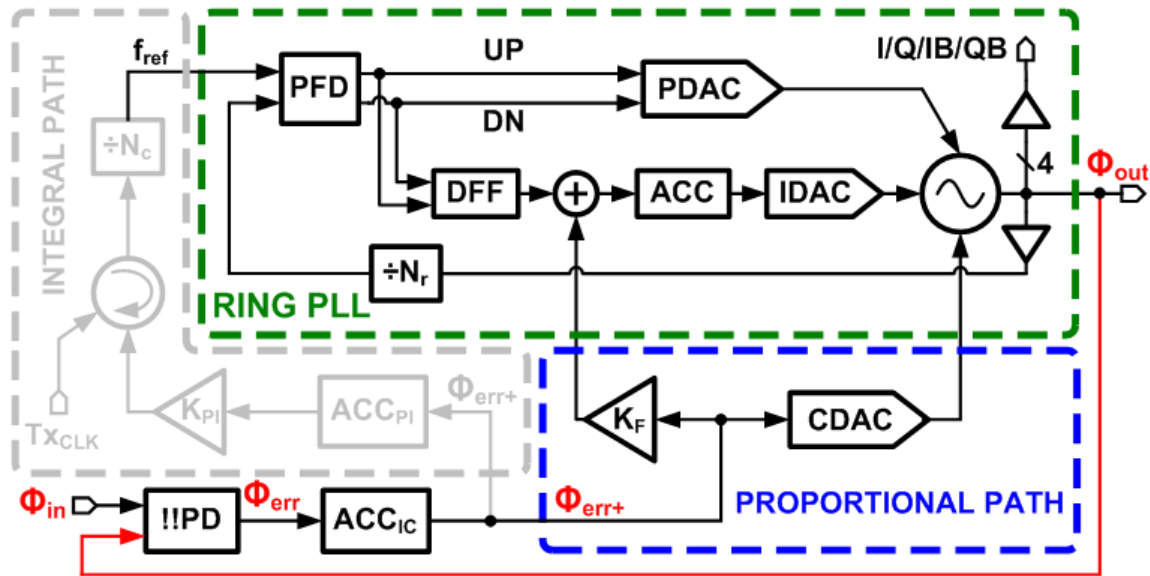 INTEGRAL PATH
f_ref
÷N_c
Tx_CLK
K_PI
ACC_PI
Φ_err+
PFD
UP
DN
PDAC
I/Q/IB/QB
4
Φ_out
DFF
+
ACC
IDAC
÷N_r
RING PLL
K_F
CDAC
PROPORTIONAL PATH
Φ_in
!!PD
Φ_err
ACC_IC
Φ_err+